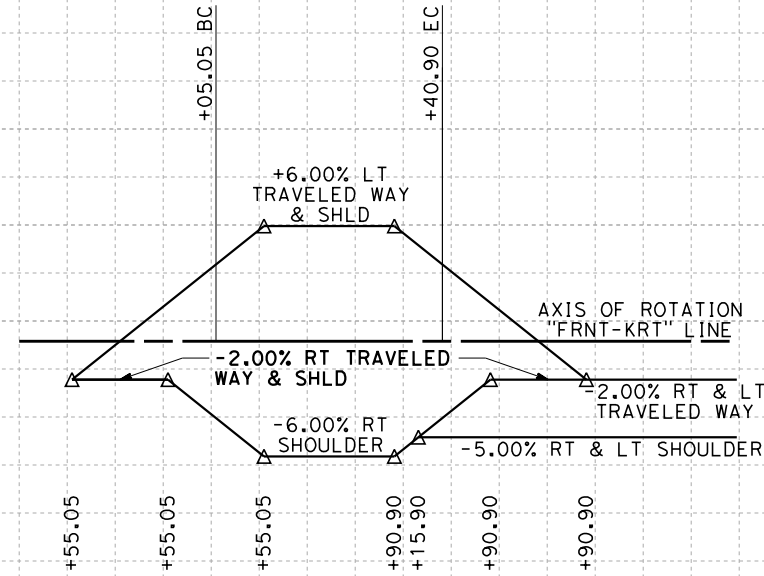 +05.05 BC
+40.90 EC
+6.00% LT
TRAVELED WAY
& SHLD
AXIS OF ROTATION
"FRNT-KRT" LINE
-2.00% RT TRAVELED
WAY & SHLD
-2.00% RT & LT
TRAVELED WAY
-6.00% RT
SHOULDER
-5.00% RT & LT SHOULDER
+55.05
+55.05
+55.05
+90.90
+15.90
+90.90
+90.90